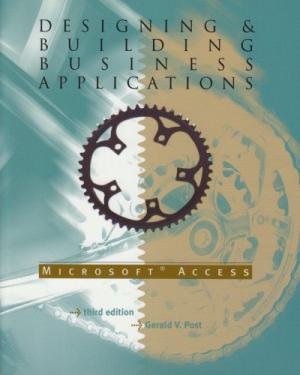 DESIGNING &
BUILDING
BUSINESS
APPLICATIONS
MICROSOFT® ACCESS
third edition
Gerald V. Post